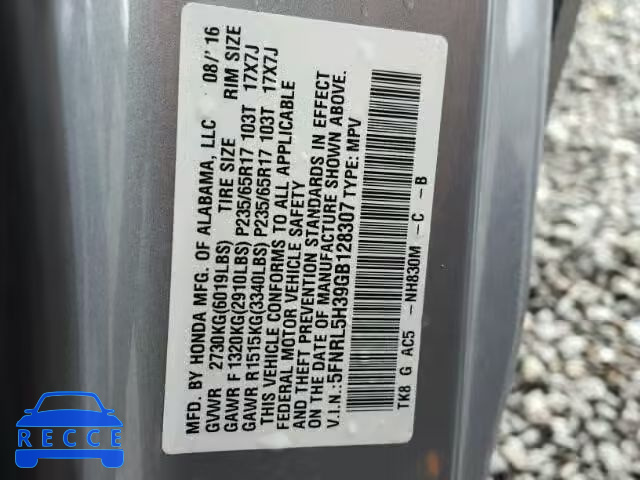 MFD. BY HONDA MFG. OF ALABAMA, LLC 08/'16
GVWR 2730KG(6019LBS) TIRE SIZE RIM SIZE
GAWR F 1320KG(2910LBS) P235/65R17 103T 17X7J
GAWR R1515KG(3340LBS) P235/65R17 103T 17X7J
THIS VEHICLE CONFORMS TO ALL APPLICABLE
FEDERAL MOTOR VEHICLE SAFETY
AND THEFT PREVENTION STANDARDS IN EFFECT
ON THE DATE OF MANUFACTURE SHOWN ABOVE.
V.I.N.:5FNRL5H39GB128307 TYPE: MPV
TK8 G AC5 -NH830M -C -B
RECCE